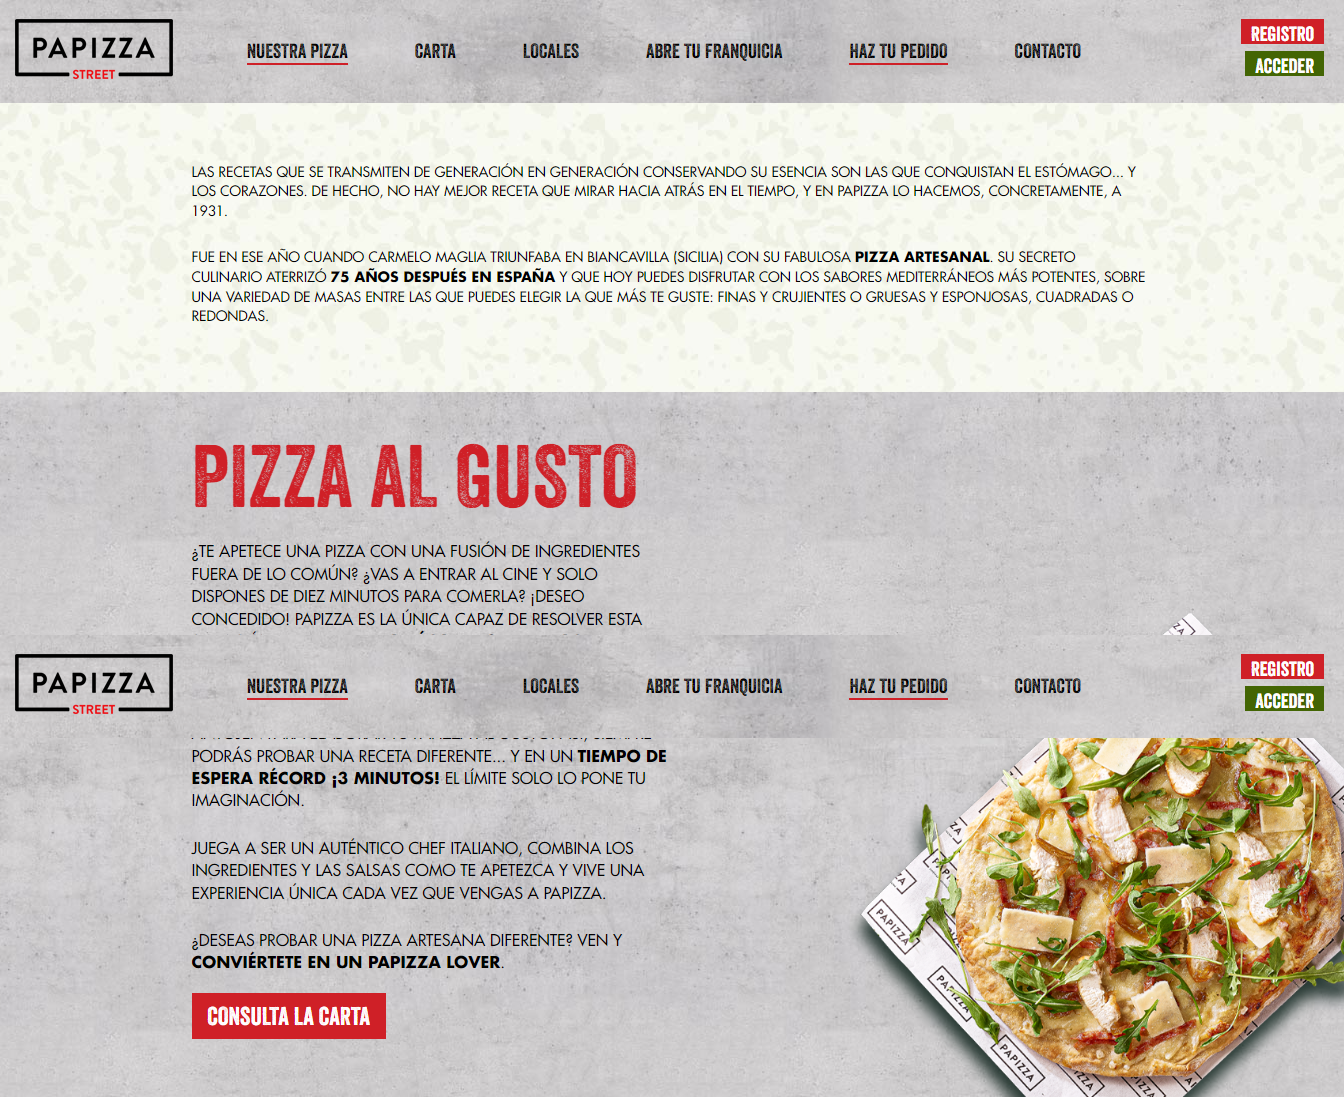 PAPIZZA
STREET
NUESTRA PIZZA
CARTA
LOCALES
ABRE TU FRANQUICIA
HAZ TU PEDIDO
CONTACTO
REGISTRO
ACCEDER
LAS RECETAS QUE SE TRANSMITEN DE GENERACIÓN EN GENERACIÓN CONSERVANDO SU ESENCIA SON LAS QUE CONQUISTAN EL ESTÓMAGO... Y
LOS CORAZONES. DE HECHO, NO HAY MEJOR RECETA QUE MIRAR HACIA ATRÁS EN EL TIEMPO, Y EN PAPIZZA LO HACEMOS, CONCRETAMENTE, A
1931.
FUE EN ESE AÑO CUANDO CARMELO MAGLIA TRIUNFABA EN BIANCAVILLA (SICILIA) CON SU FABULOSA PIZZA ARTESANAL. SU SECRETO
CULINARIO ATERRIZÓ 75 AÑOS DESPUÉS EN ESPAÑA Y QUE HOY PUEDES DISFRUTAR CON LOS SABORES MEDITERRÁNEOS MÁS POTENTES, SOBRE
UNA VARIEDAD DE MASAS ENTRE LAS QUE PUEDES ELEGIR LA QUE MÁS TE GUSTE: FINAS Y CRUJIENTES O GRUESAS Y ESPONJOSAS, CUADRADAS O
REDONDAS.
PIZZA AL GUSTO
¿TE APETECE UNA PIZZA CON UNA FUSIÓN DE INGREDIENTES
FUERA DE LO COMÚN? ¿VAS A ENTRAR AL CINE Y SOLO
DISPONES DE DIEZ MINUTOS PARA COMERLA? ¡DESEO
CONCEDIDO! PAPIZZA ES LA ÚNICA CAPAZ DE RESOLVER ESTA
PAPIZZA
STREET
NUESTRA PIZZA
CARTA
LOCALES
ABRE TU FRANQUICIA
HAZ TU PEDIDO
CONTACTO
REGISTRO
ACCEDER
PODRÁS PROBAR UNA RECETA DIFERENTE... Y EN UN TIEMPO DE
ESPERA RÉCORD ¡3 MINUTOS! EL LÍMITE SOLO LO PONE TU
IMAGINACIÓN.
JUEGA A SER UN AUTÉNTICO CHEF ITALIANO, COMBINA LOS
INGREDIENTES Y LAS SALSAS COMO TE APETEZCA Y VIVE UNA
EXPERIENCIA ÚNICA CADA VEZ QUE VENGAS A PAPIZZA.
¿DESEAS PROBAR UNA PIZZA ARTESANA DIFERENTE? VEN Y
CONVIÉRTETE EN UN PAPIZZA LOVER.
CONSULTA LA CARTA
PAPIZZA
PAPIZZA
PAPIZZA